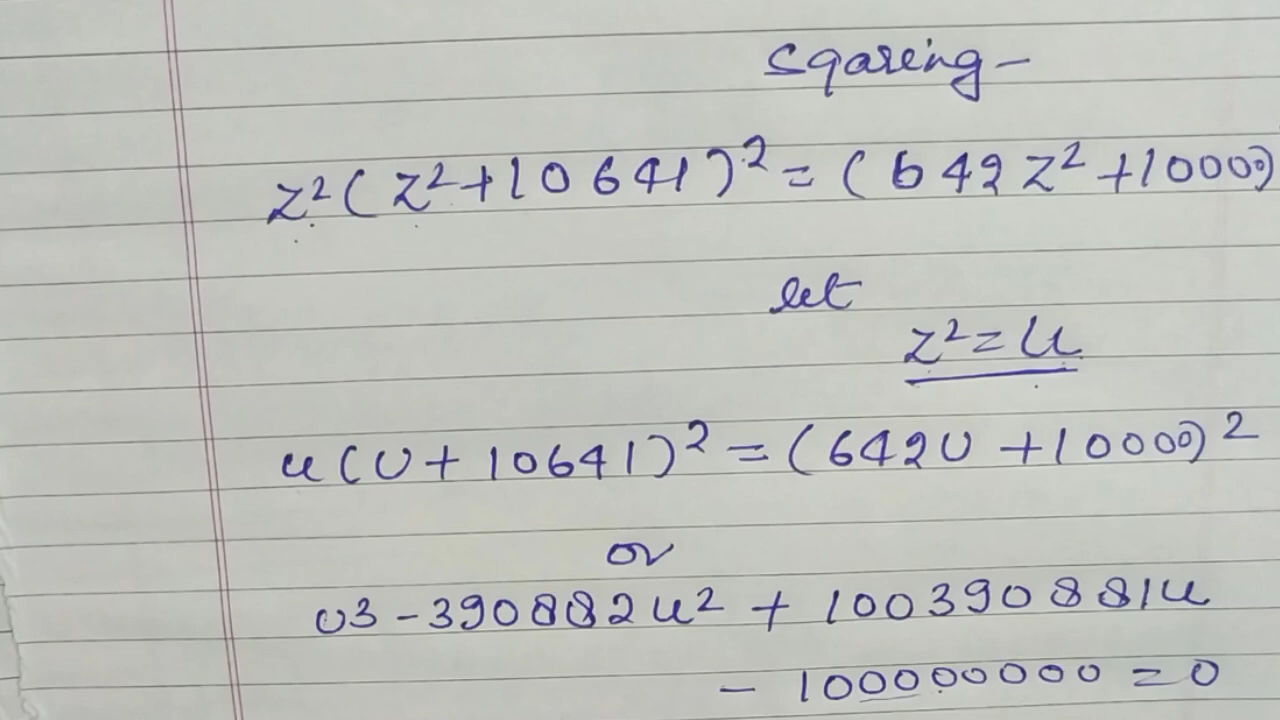 Sqareing-
z²(z²+10641)²=(642z²+10000)
let
z²=u
u(u+10641)²=(642u+10000)²
or
u³-390882u²+100390881u
-100000000=0